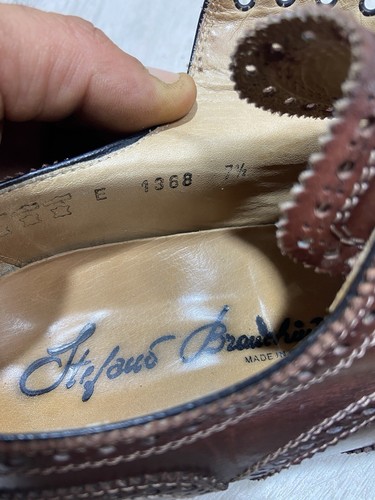 E 1368 7½
Stefano Branchini
MADE IN